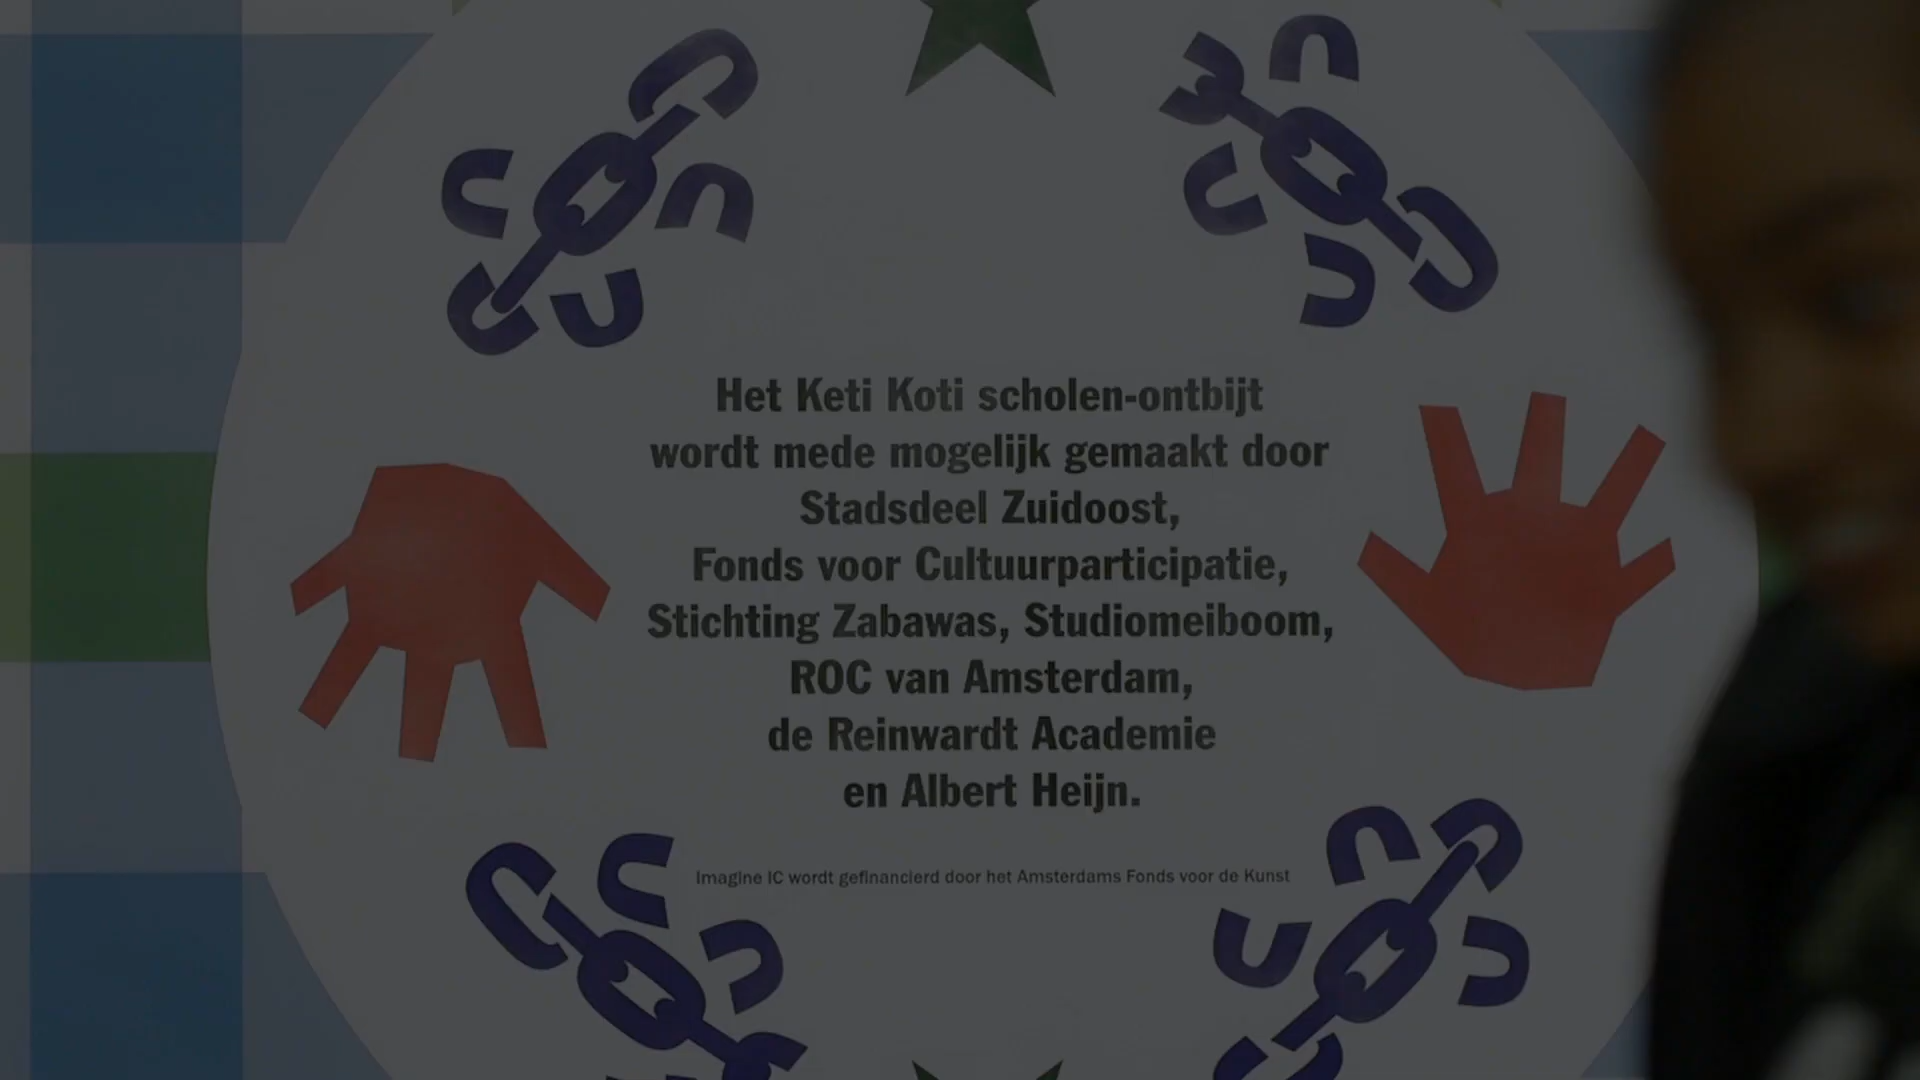 Het Keti Koti scholen-ontbijt
wordt mede mogelijk gemaakt door
Stadsdeel Zuidoost,
Fonds voor Cultuurparticipatie,
Stichting Zabawas, Studiomeiboom,
ROC van Amsterdam,
de Reinwardt Academie
en Albert Heijn.
Imagine IC wordt gefinancierd door het Amsterdams Fonds voor de Kunst